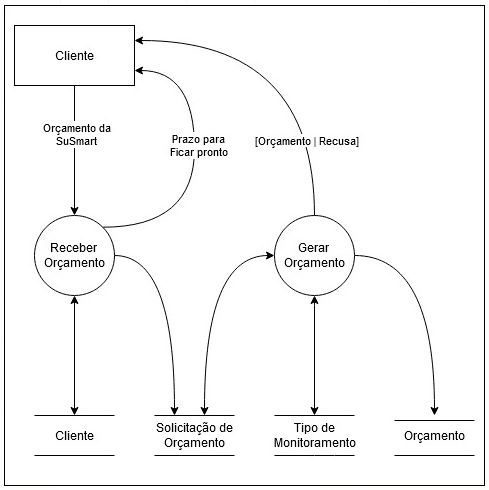 Cliente
Orçamento da
SuSmart
Prazo para
Ficar pronto
[Orçamento | Recusa]
Receber
Orçamento
Gerar
Orçamento
Cliente
Solicitação de
Orçamento
Tipo de
Monitoramento
Orçamento